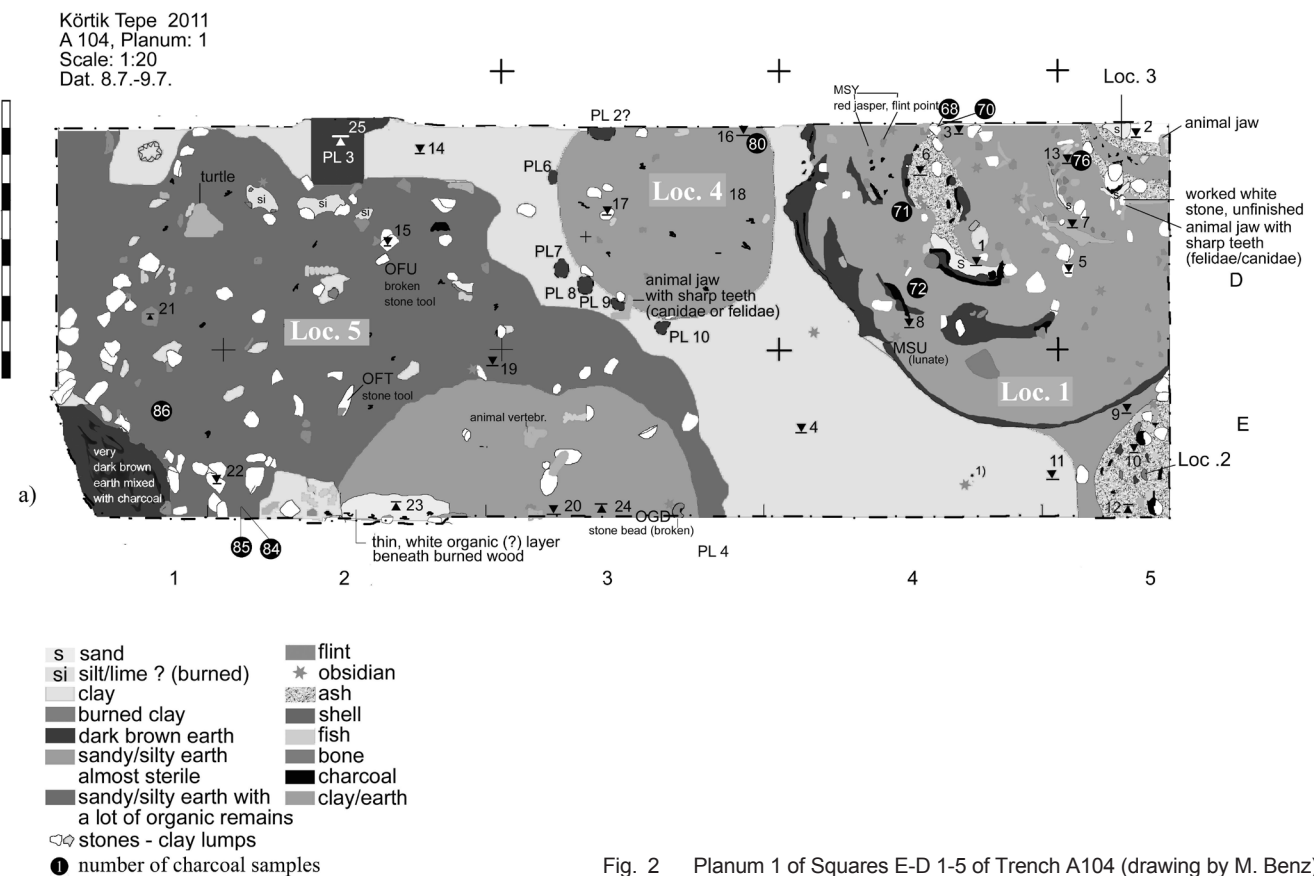 Körtik Tepe 2011
A 104, Planum: 1
Scale: 1:20
Dat. 8.7.-9.7.
Loc. 3
MSY
red jasper, flint point
68
70
3
s
2
animal jaw
25
PL 3
14
PL 2?
16
80
6
13
76
PL6
turtle
Loc. 4
18
17
worked white
stone, unfinished
animal jaw with
sharp teeth
(felidae/canidae)
si
si
si
71
s
7
15
OFU
broken
stone tool
PL7
PL 8
PL 9
animal jaw
with sharp teeth
(canidae or felidae)
1
s
5
D
72
21
Loc. 5
PL 10
8
MSU
(lunate)
19
OFT
stone tool
Loc. 1
86
animal vertebr.
9
4
E
very
dark brown
earth mixed
with charcoal
22
10
11
1)
Loc .2
a)
23
20
24
OGD
stone bead (broken)
12
85
84
thin, white organic (?) layer
beneath burned wood
PL 4
1
2
3
4
5
s sand
si silt/lime ? (burned)
clay
burned clay
dark brown earth
sandy/silty earth
almost sterile
sandy/silty earth with
a lot of organic remains
stones - clay lumps
1 number of charcoal samples
flint
obsidian
ash
shell
fish
bone
charcoal
clay/earth
Fig. 2 Planum 1 of Squares E-D 1-5 of Trench A104 (drawing by M. Benz)